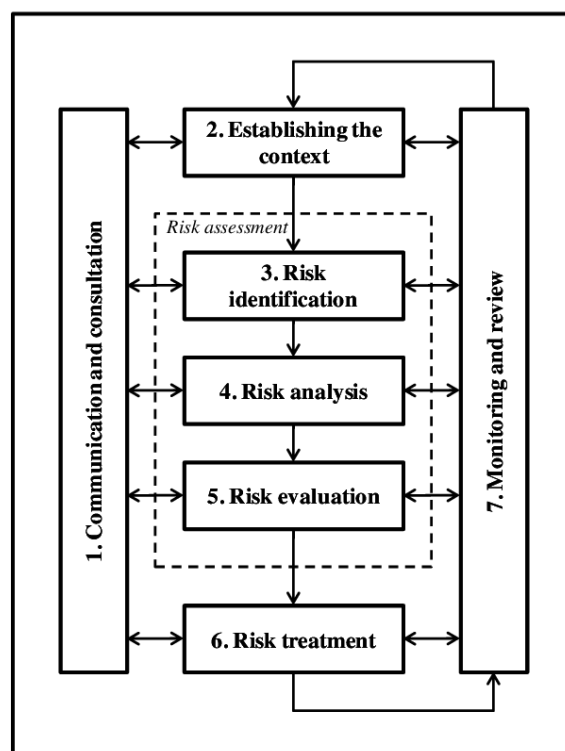 1. Communication and consultation
2. Establishing the
context
Risk assessment
3. Risk
identification
4. Risk analysis
5. Risk evaluation
6. Risk treatment
7. Monitoring and review